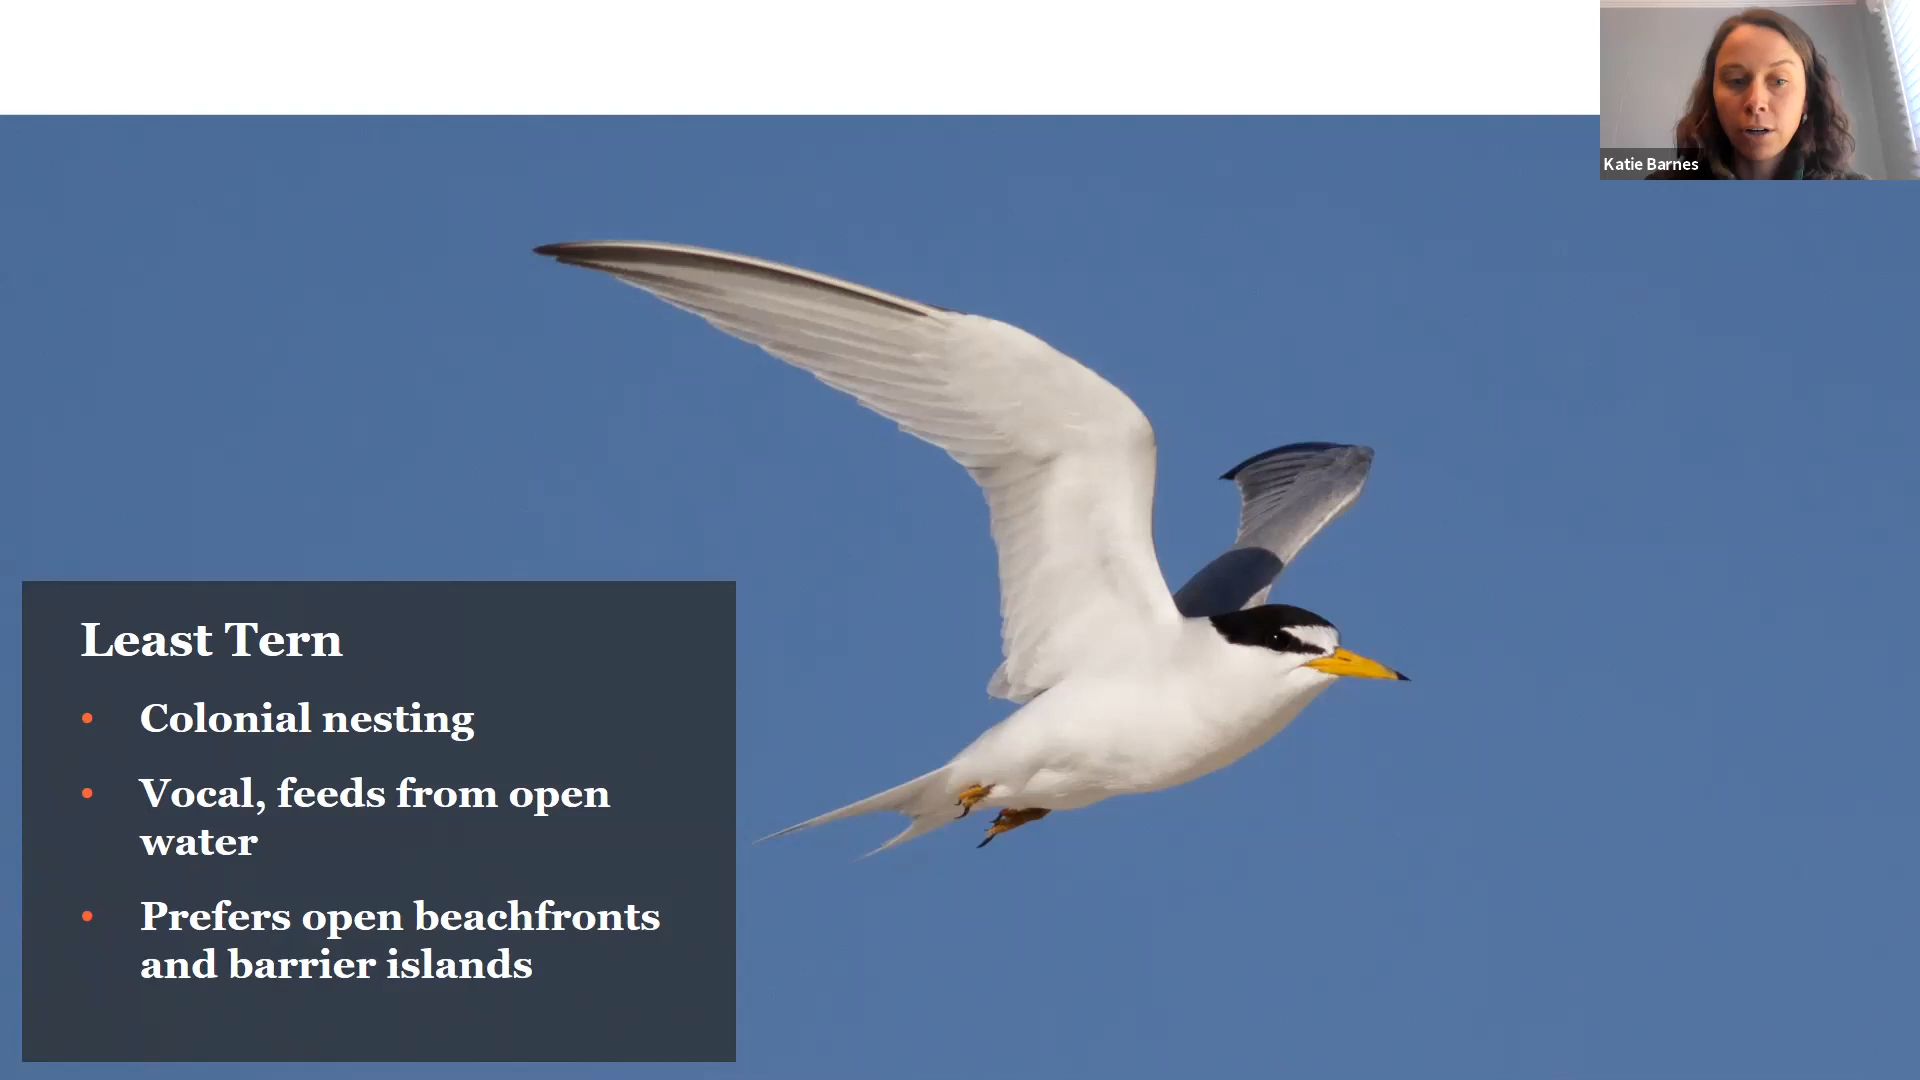 Katie Barnes
Least Tern
• Colonial nesting
• Vocal, feeds from open
water
• Prefers open beachfronts
and barrier islands